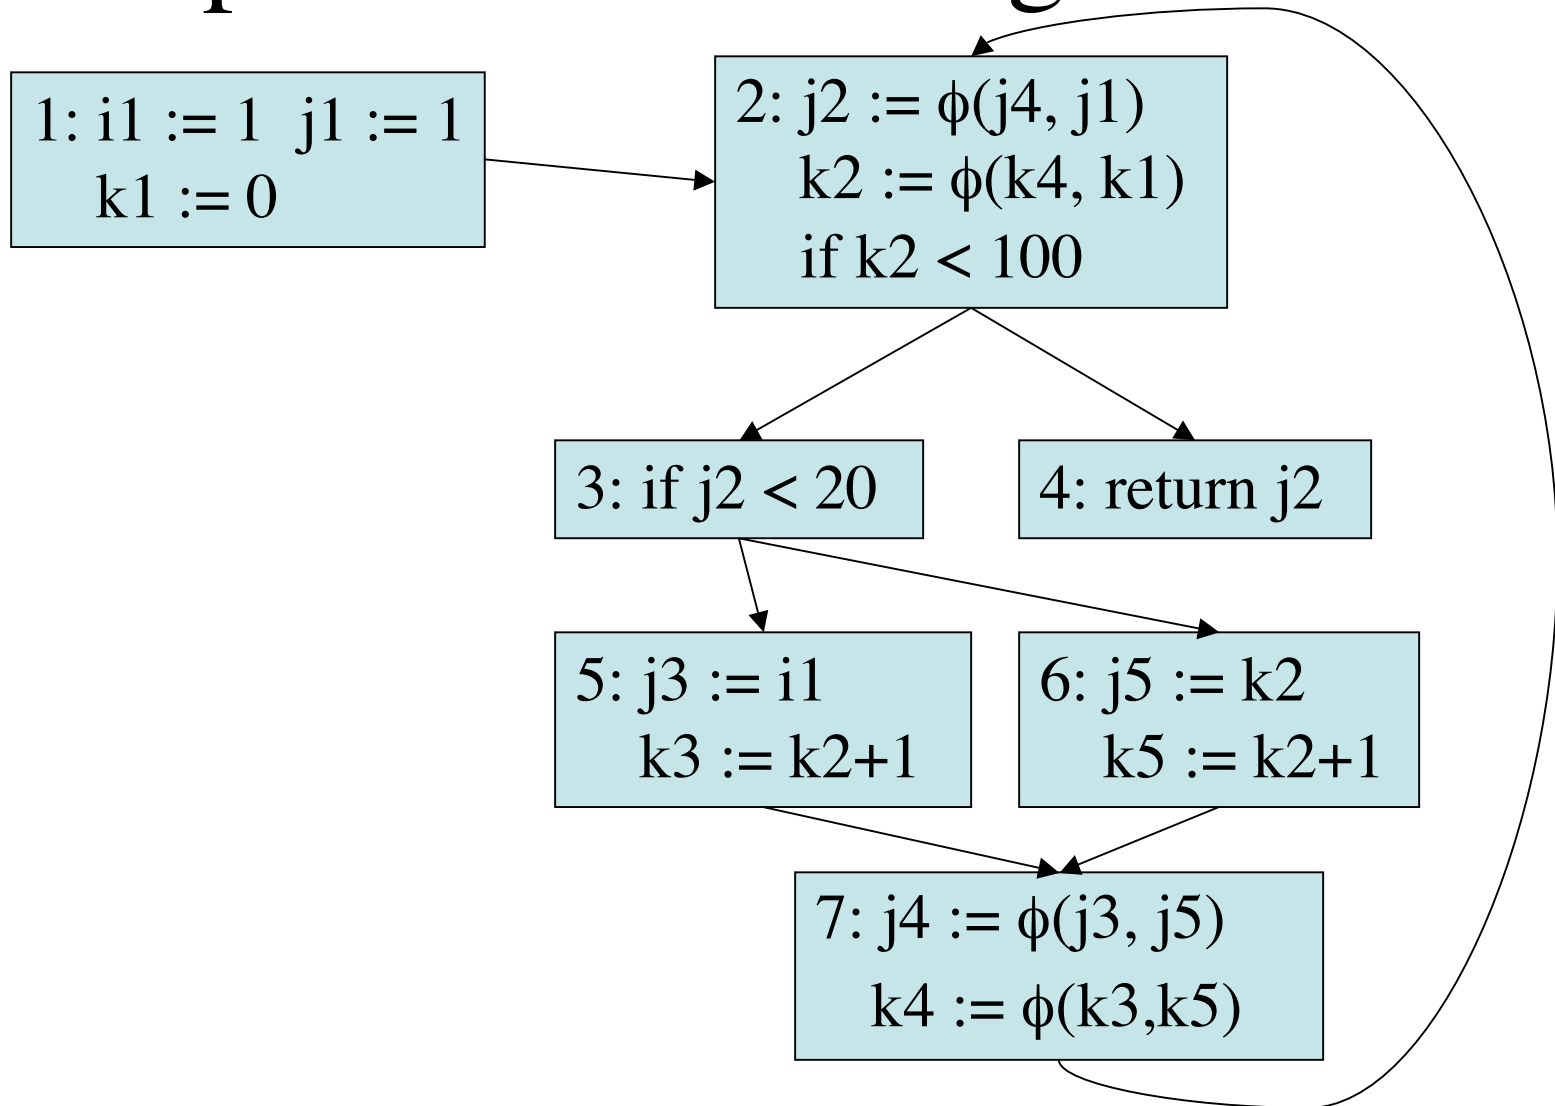 1: i1 := 1 j1 := 1
k1 := 0
2: j2 := ϕ(j4, j1)
k2 := ϕ(k4, k1)
if k2 < 100
3: if j2 < 20
4: return j2
5: j3 := i1
k3 := k2+1
6: j5 := k2
k5 := k2+1
7: j4 := ϕ(j3, j5)
k4 := ϕ(k3,k5)